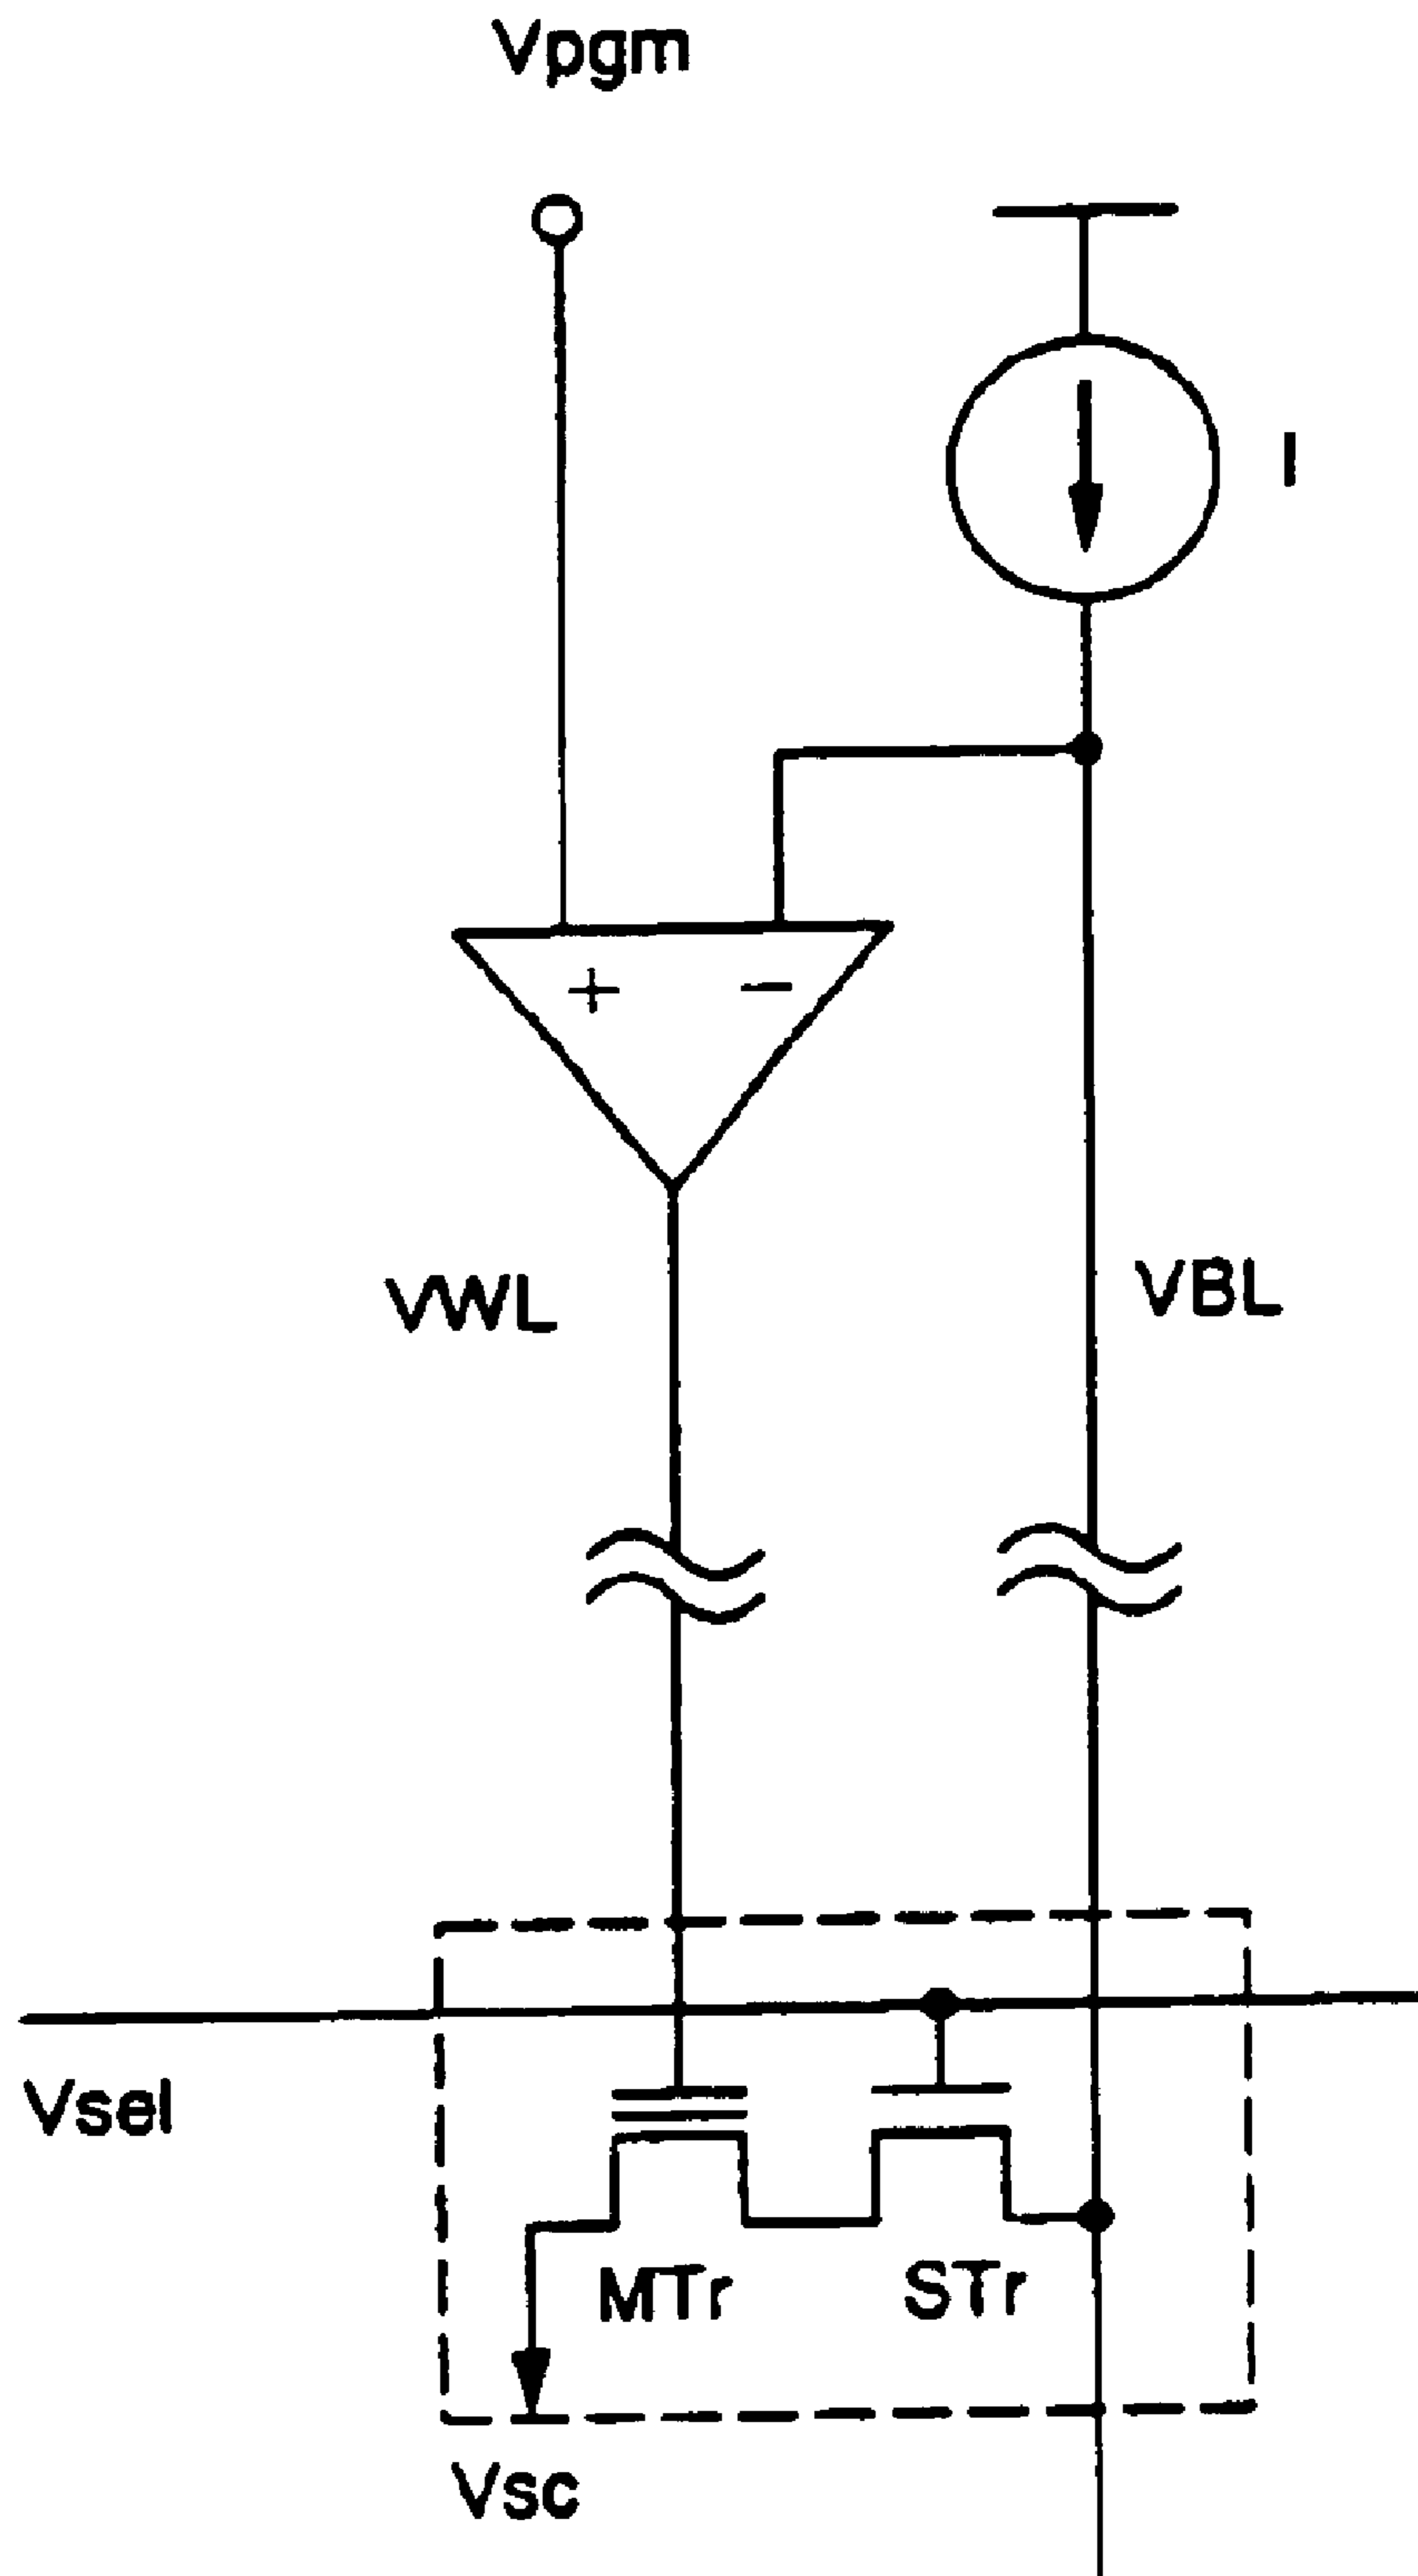 Vpgm
I
+ −
VWL
VBL
Vsel
MTr
STr
Vsc